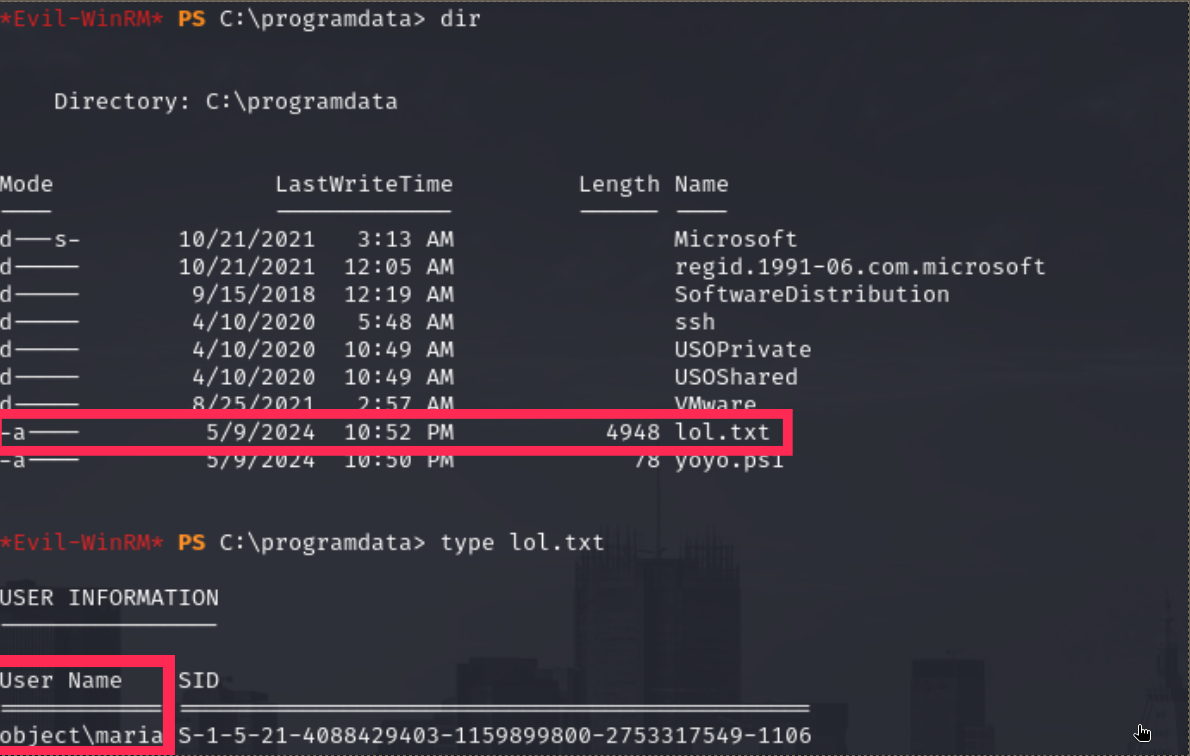 *Evil-WinRM* PS C:\programdata> dir
Directory: C:\programdata
Mode LastWriteTime Length Name
d---s- 10/21/2021 3:13 AM Microsoft
d----- 10/21/2021 12:05 AM regid.1991-06.com.microsoft
d----- 9/15/2018 12:19 AM SoftwareDistribution
d----- 4/10/2020 5:48 AM ssh
d----- 4/10/2020 10:49 AM USOPrivate
d----- 4/10/2020 10:49 AM USOShared
d----- 8/25/2021 2:57 AM VMware
-a---- 5/9/2024 10:52 PM 4948 lol.txt
-a---- 5/9/2024 10:50 PM 78 yoyo.ps1
*Evil-WinRM* PS C:\programdata> type lol.txt
USER INFORMATION
User Name SID
object\maria S-1-5-21-4088429403-1159899800-2753317549-1106